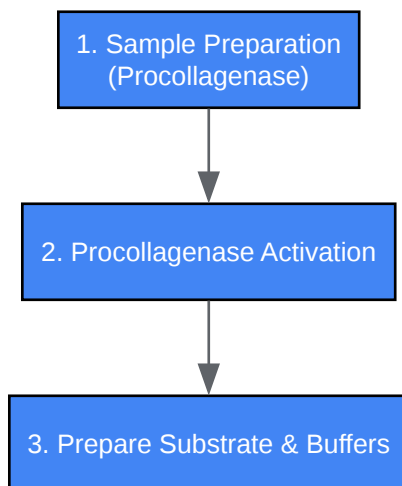 1. Sample Preparation
(Procollagenase)
2. Procollagenase Activation
3. Prepare Substrate & Buffers